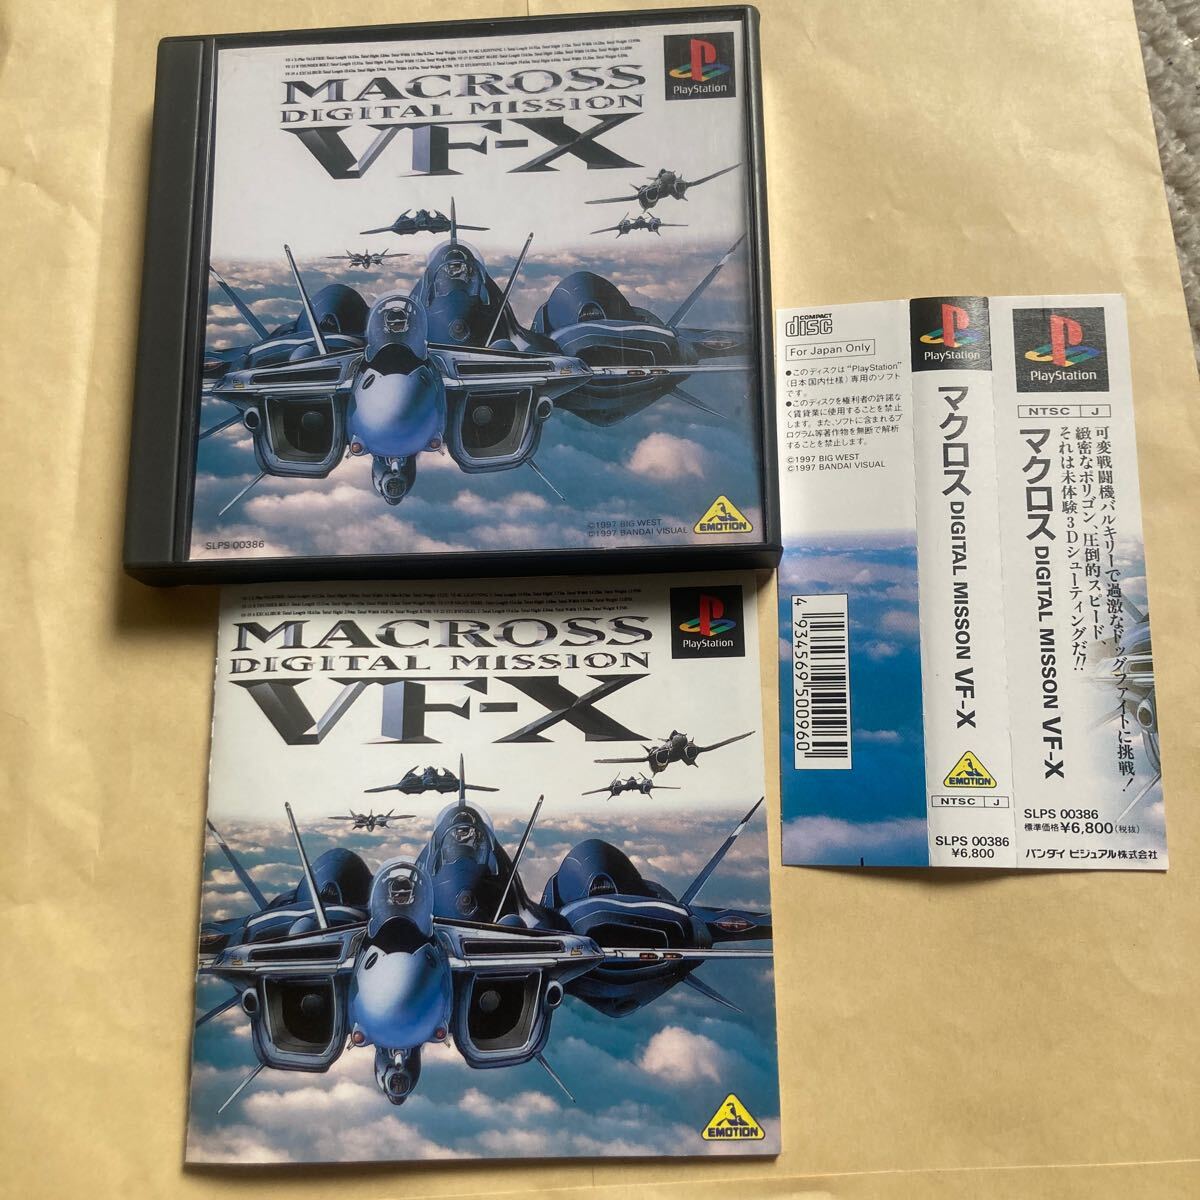 MACROSS
DIGITAL MISSION
VF-X
PlayStation
SLPS 00386
©1997 BIG WEST
©1997 BANDAI VISUAL
EMOTION
MACROSS
DIGITAL MISSION
VF-X
PlayStation
EMOTION
COMPACT
disc
For Japan Only
●このディスクは"PlayStation"
(日本国内仕様)専用のソフト
です。
●このディスクを権利者の許諾な
く賃貸業に使用することを禁止
します。また、ソフトに含まれるプ
ログラム等著作物を無断で解析
することを禁止します。
©1997 BIG WEST
©1997 BANDAI VISUAL
4 934569 500960
PlayStation
マクロス DIGITAL MISSON VF-X
EMOTION
NTSC J
SLPS 00386
¥6,800
PlayStation
NTSC J
可変戦闘機バルキリーで過激なドッグファイトに挑戦!
緻密なポリゴン、圧倒的スピード、
それは未体験3Dシューティングだ!!
マクロス DIGITAL MISSON VF-X
SLPS 00386
標準価格¥6,800(税抜)
バンダイ ビジュアル株式会社